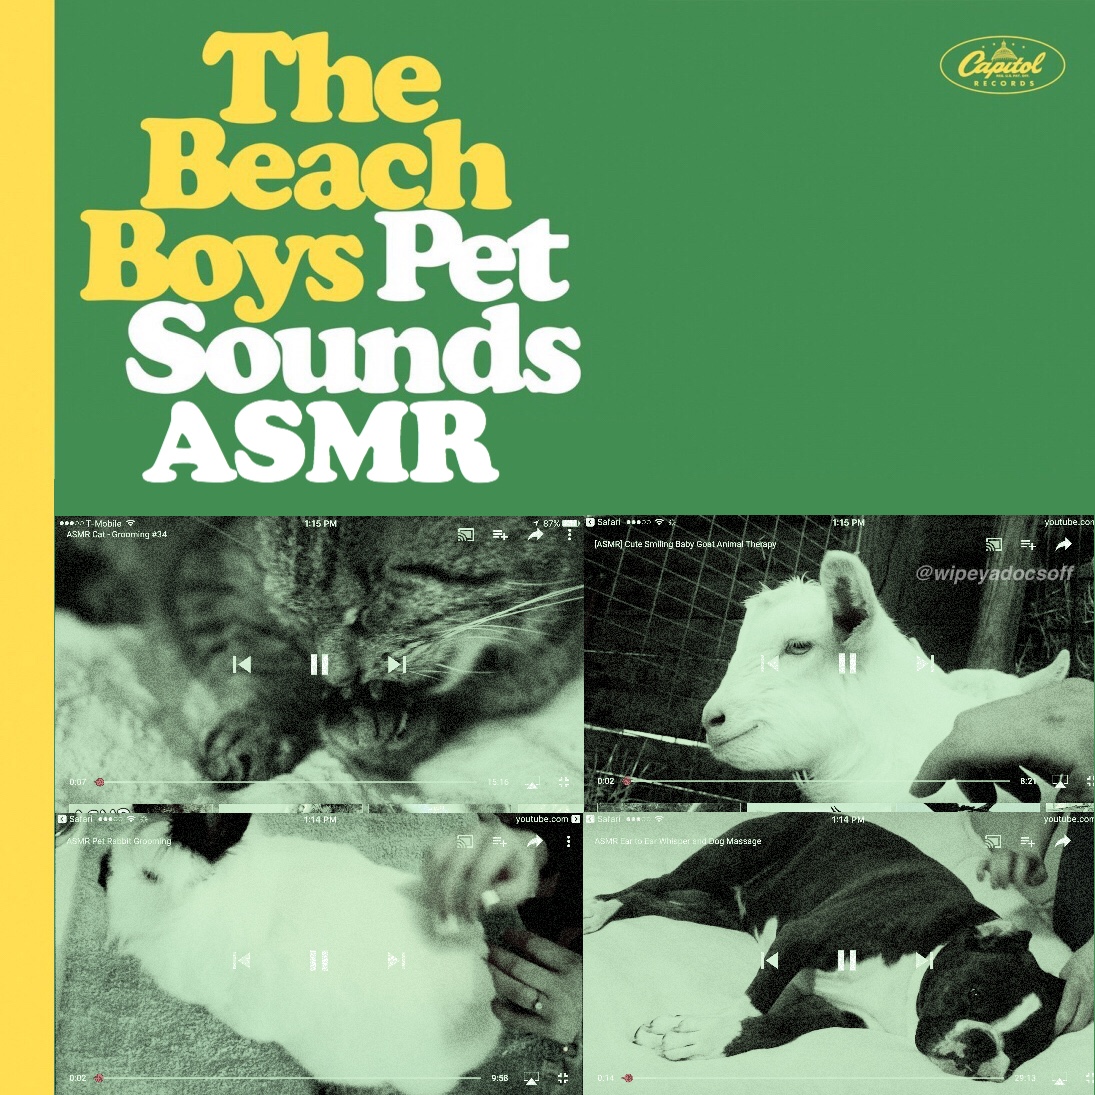 The
Beach
Boys Pet
Sounds
ASMR
Capitol
RECORDS
T-Mobile 1:15 PM 87%
ASMR Cat - Grooming #34
0:07
Safari 1:15 PM youtube.com
[ASMR] Cute Smiling Baby Goat Animal Therapy
@wipeyadocsoff
0:02 8:21
Safari 1:14 PM youtube.com
ASMR Pet Rabbit Grooming
0:02 9:58
Safari 1:14 PM youtube.com
ASMR Ear to Ear Whisper and Dog Massage
0:14 29:13